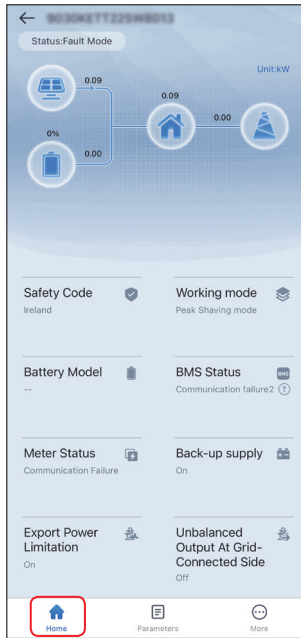 Status:Fault Mode
Unit:kW
0.09
0.09
0.00
0%
0.00
Safety Code
Ireland
Working mode
Peak Shaving mode
Battery Model
--
BMS Status
BMS
Communication failure2 ?
Meter Status
Communication Failure
Back-up supply
On
Export Power
Limitation
On
Unbalanced
Output At Grid-
Connected Side
Off
Home
Parameters
More